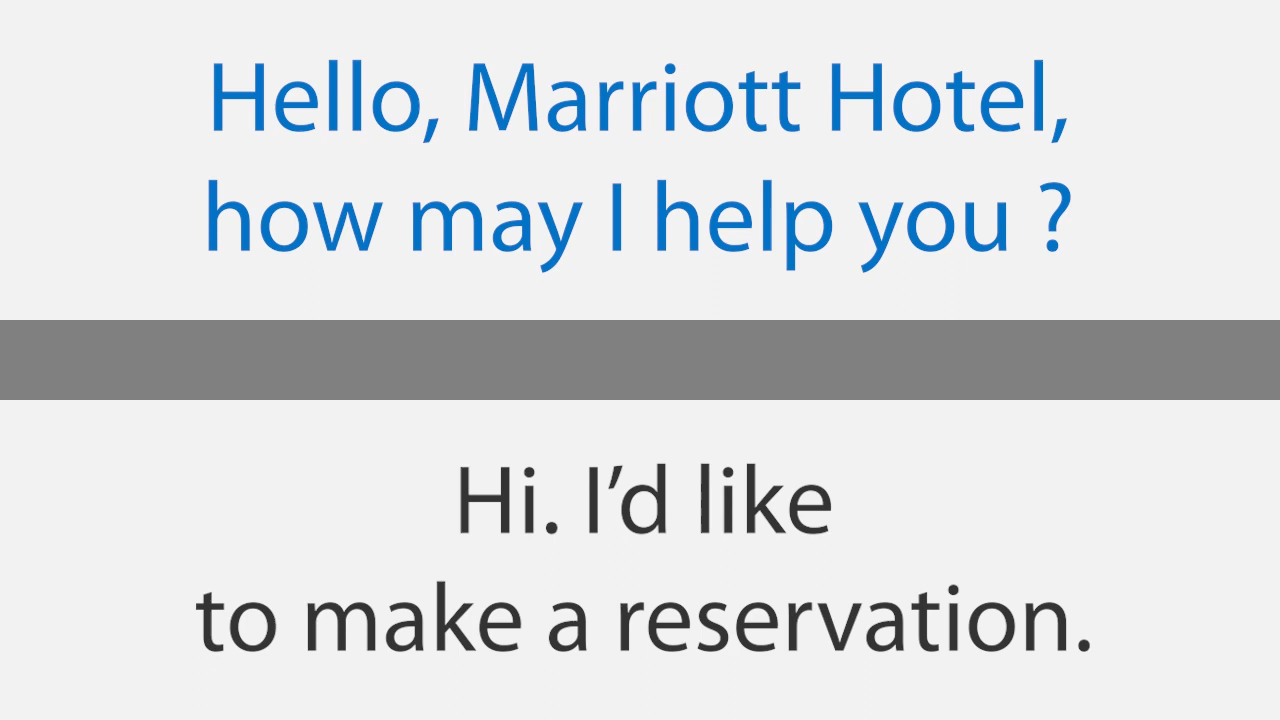 Hello, Marriott Hotel,
how may I help you ?
Hi. I’d like
to make a reservation.